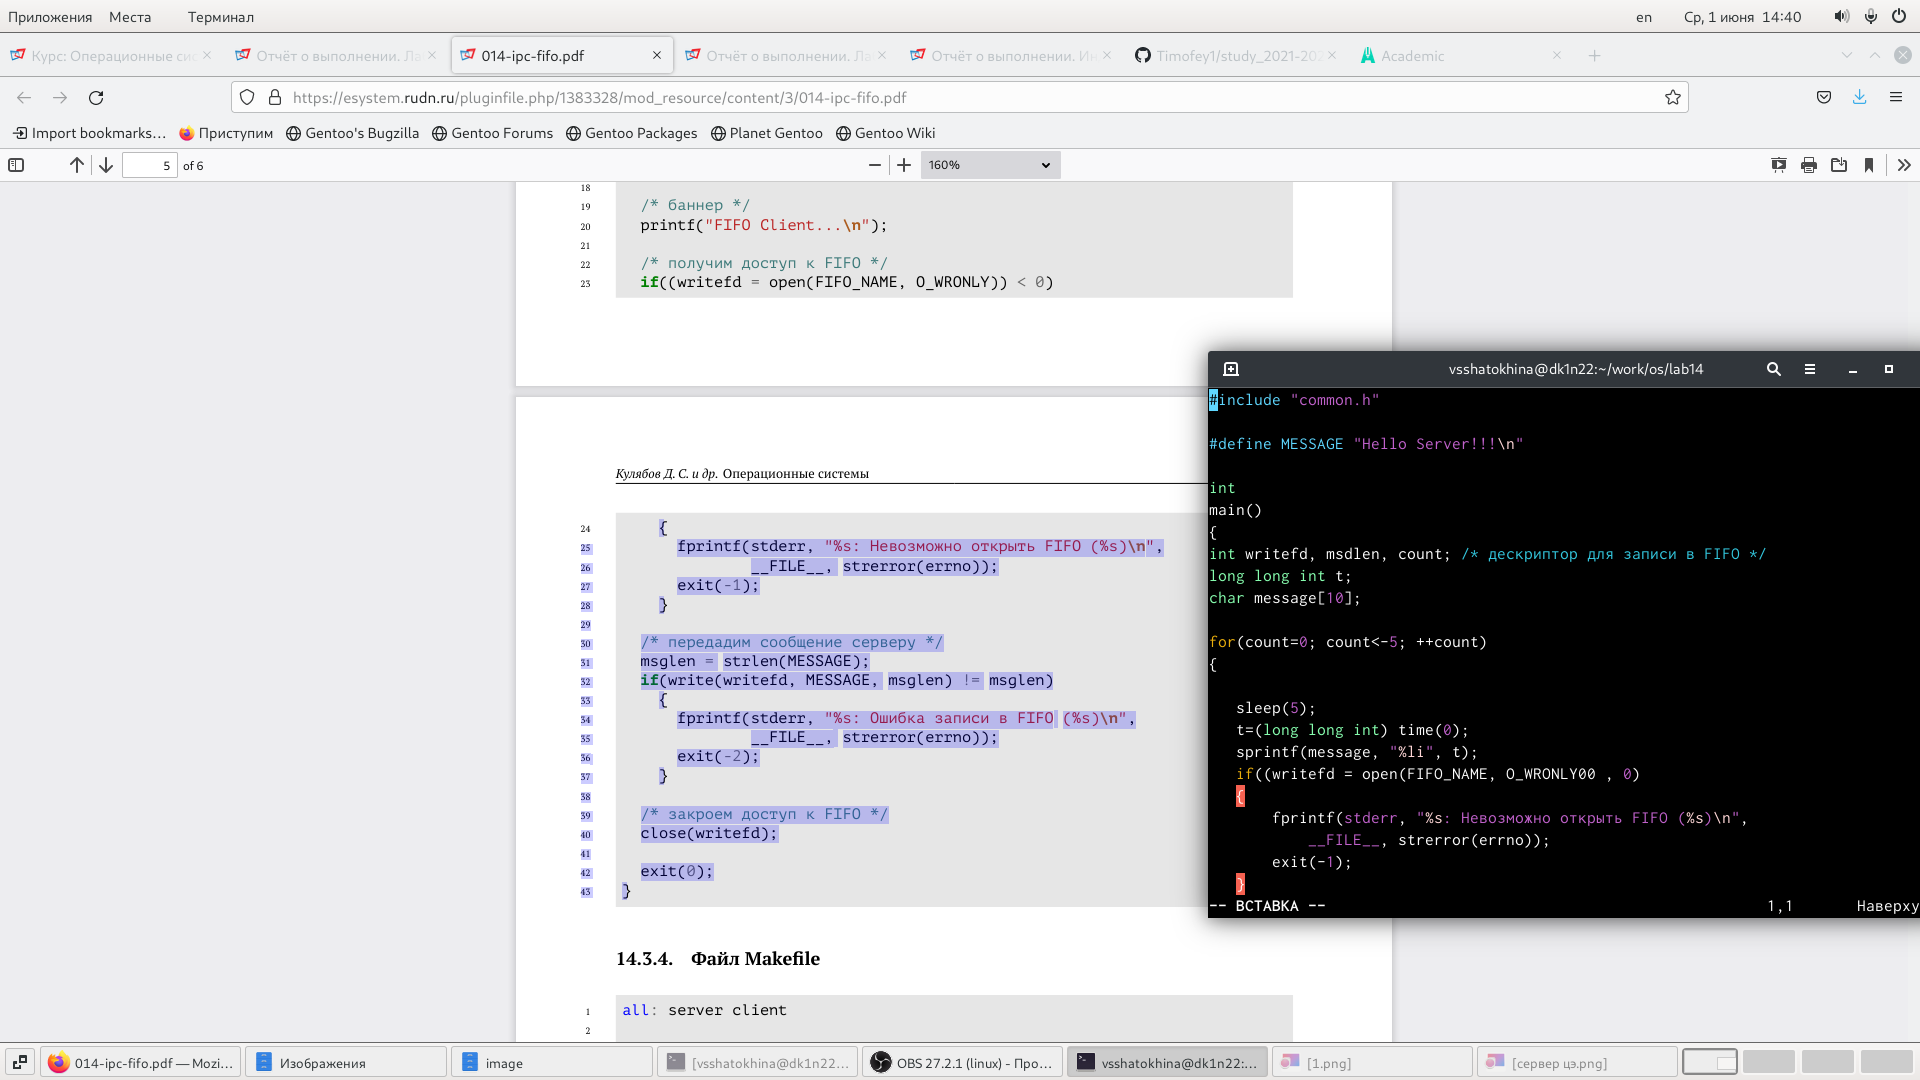 Приложения Места Терминал en Ср, 1 июня 14:40
Курс: Операционные сис Отчёт о выполнении. Ла 014-ipc-fifo.pdf Отчёт о выполнении. Ла Отчёт о выполнении. Ин Timofey1/study_2021-202 Academic
https://esystem.rudn.ru/pluginfile.php/1383328/mod_resource/content/3/014-ipc-fifo.pdf
Import bookmarks… Приступим Gentoo's Bugzilla Gentoo Forums Gentoo Packages Planet Gentoo Gentoo Wiki
5 of 6 160%
18
19 /* баннер */
20 printf("FIFO Client...\n");
21
22 /* получим доступ к FIFO */
23 if((writefd = open(FIFO_NAME, O_WRONLY)) < 0)
Кулябов Д. С. и др. Операционные системы
24 {
25 fprintf(stderr, "%s: Невозможно открыть FIFO (%s)\n",
26 __FILE__, strerror(errno));
27 exit(-1);
28 }
29
30 /* передадим сообщение серверу */
31 msglen = strlen(MESSAGE);
32 if(write(writefd, MESSAGE, msglen) != msglen)
33 {
34 fprintf(stderr, "%s: Ошибка записи в FIFO (%s)\n",
35 __FILE__, strerror(errno));
36 exit(-2);
37 }
38
39 /* закроем доступ к FIFO */
40 close(writefd);
41
42 exit(0);
43 }
14.3.4. Файл Makefile
1 all: server client
2
vsshatokhina@dk1n22:~/work/os/lab14
#include "common.h"
#define MESSAGE "Hello Server!!!\n"
int
main()
{
int writefd, msdlen, count; /* дескриптор для записи в FIFO */
long long int t;
char message[10];
for(count=0; count<-5; ++count)
{
sleep(5);
t=(long long int) time(0);
sprintf(message, "%li", t);
if((writefd = open(FIFO_NAME, O_WRONLY00 , 0)
{
fprintf(stderr, "%s: Невозможно открыть FIFO (%s)\n",
__FILE__, strerror(errno));
exit(-1);
}
-- ВСТАВКА -- 1,1 Наверху
014-ipc-fifo.pdf — Mozi… Изображения image [vsshatokhina@dk1n22… OBS 27.2.1 (linux) - Про… vsshatokhina@dk1n22:… [1.png] [сервер цэ.png]